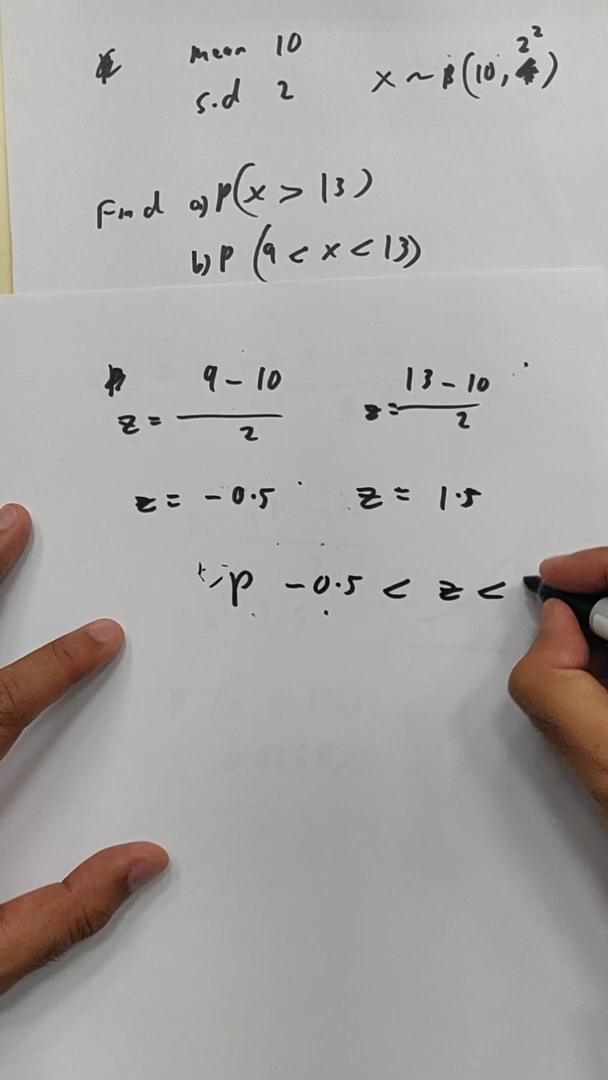 mean 10
s.d 2 x ~ B(10, 2²)
Find a) P(x > 13)
b) P (9 < x < 13)
z = 9 - 10 / 2 z = 13 - 10 / 2
z = -0.5 z = 1.5
P -0.5 < z <